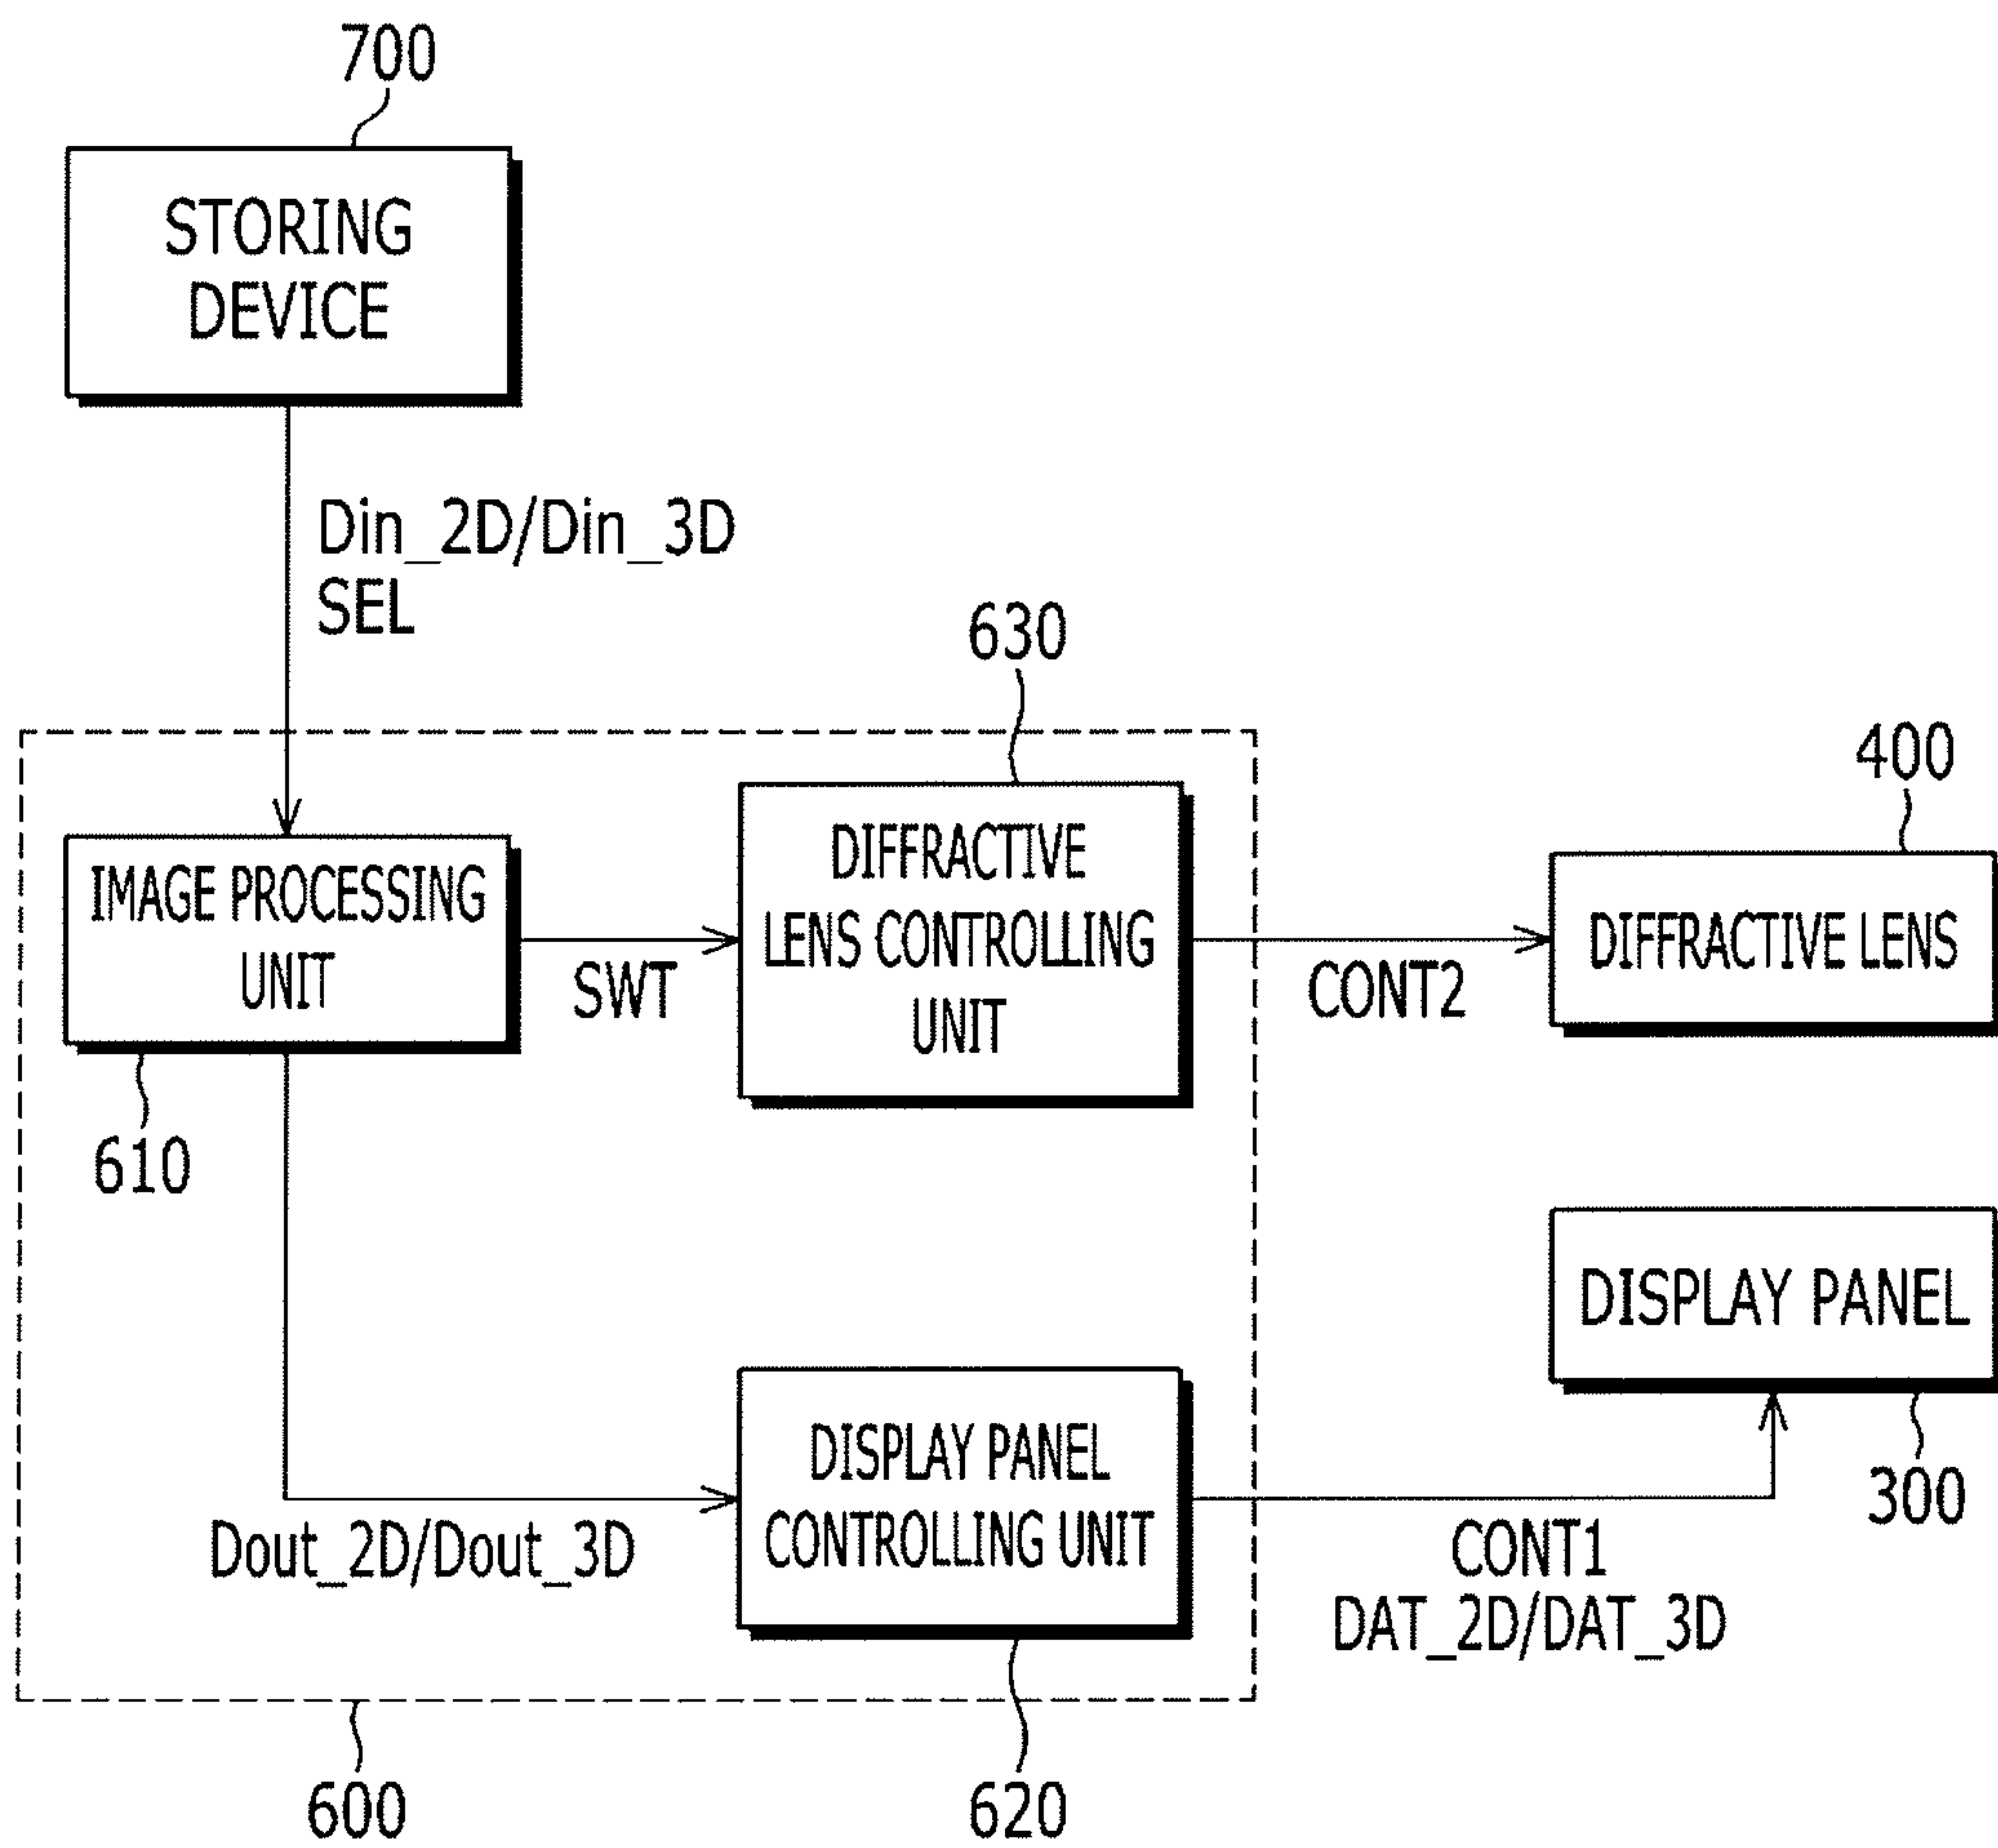 700
STORING
DEVICE
Din_2D/Din_3D
SEL
630
400
IMAGE PROCESSING
UNIT
SWT
DIFFRACTIVE
LENS CONTROLLING
UNIT
CONT2
DIFFRACTIVE LENS
610
DISPLAY PANEL
300
Dout_2D/Dout_3D
DISPLAY PANEL
CONTROLLING UNIT
CONT1
DAT_2D/DAT_3D
600
620